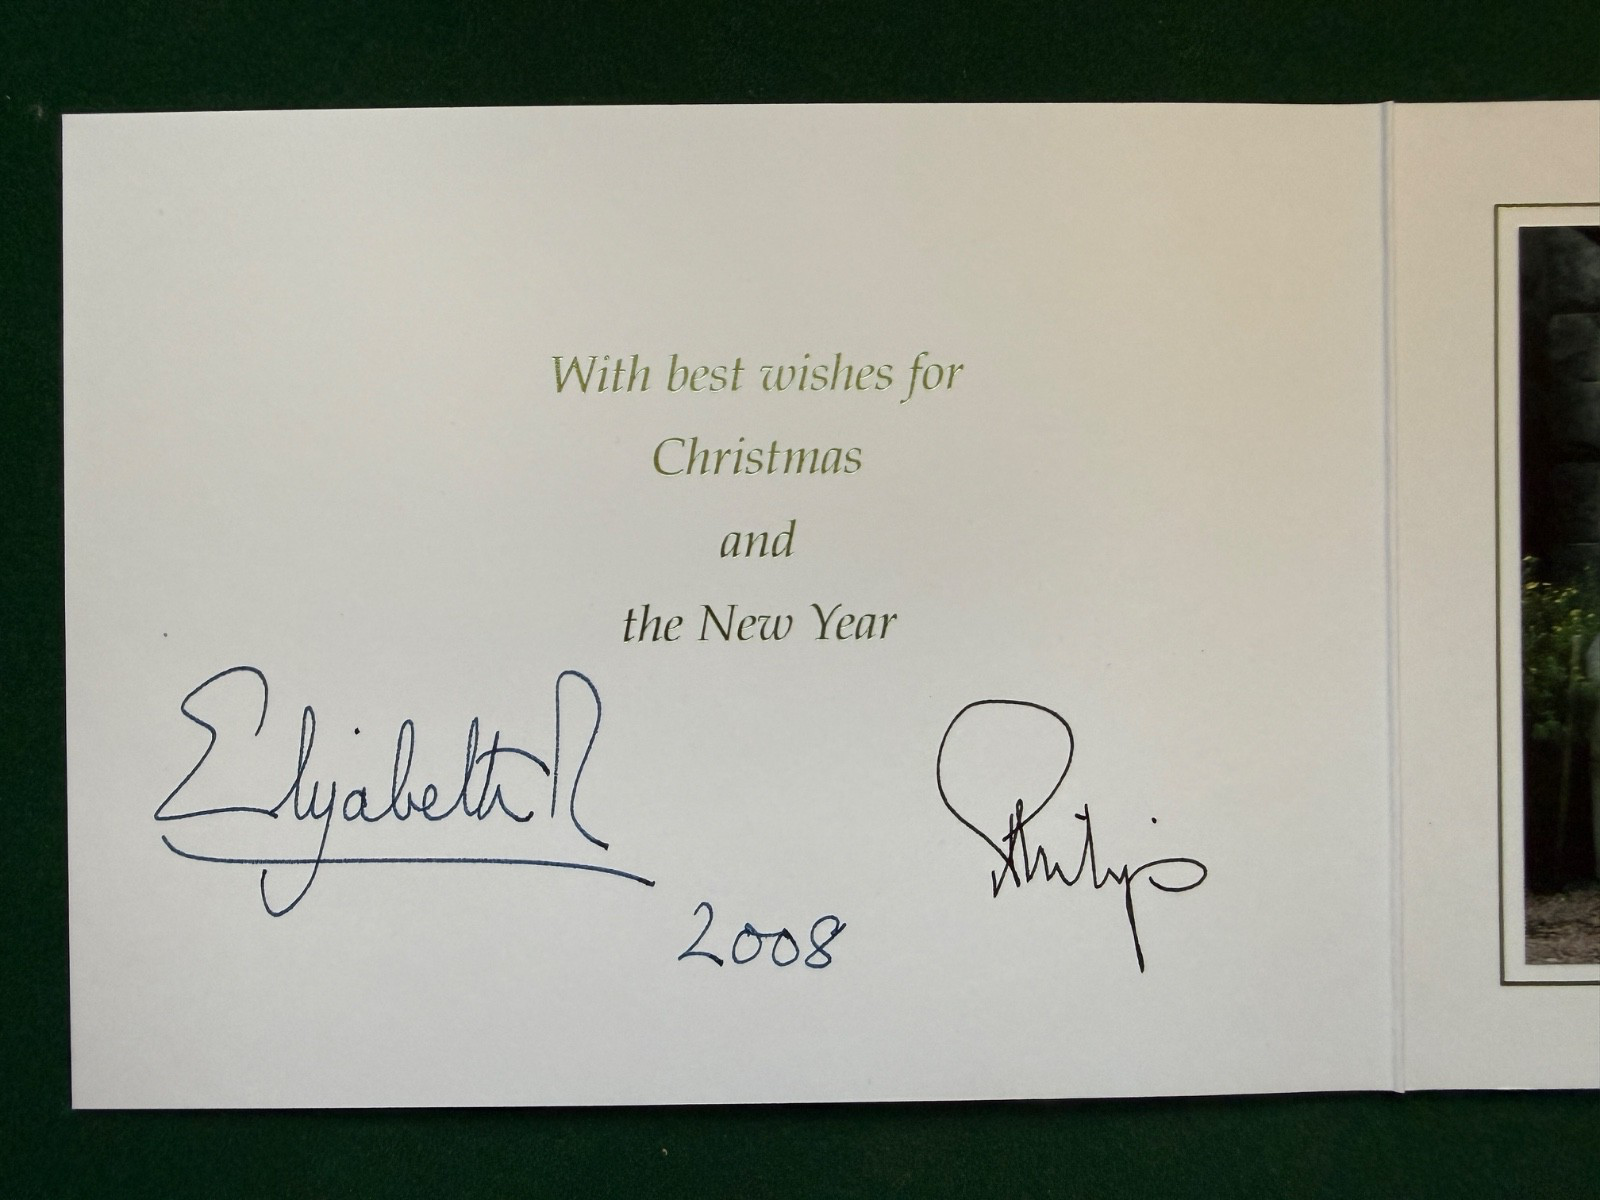 With best wishes for
Christmas
and
the New Year
Elizabeth R
Philip
2008